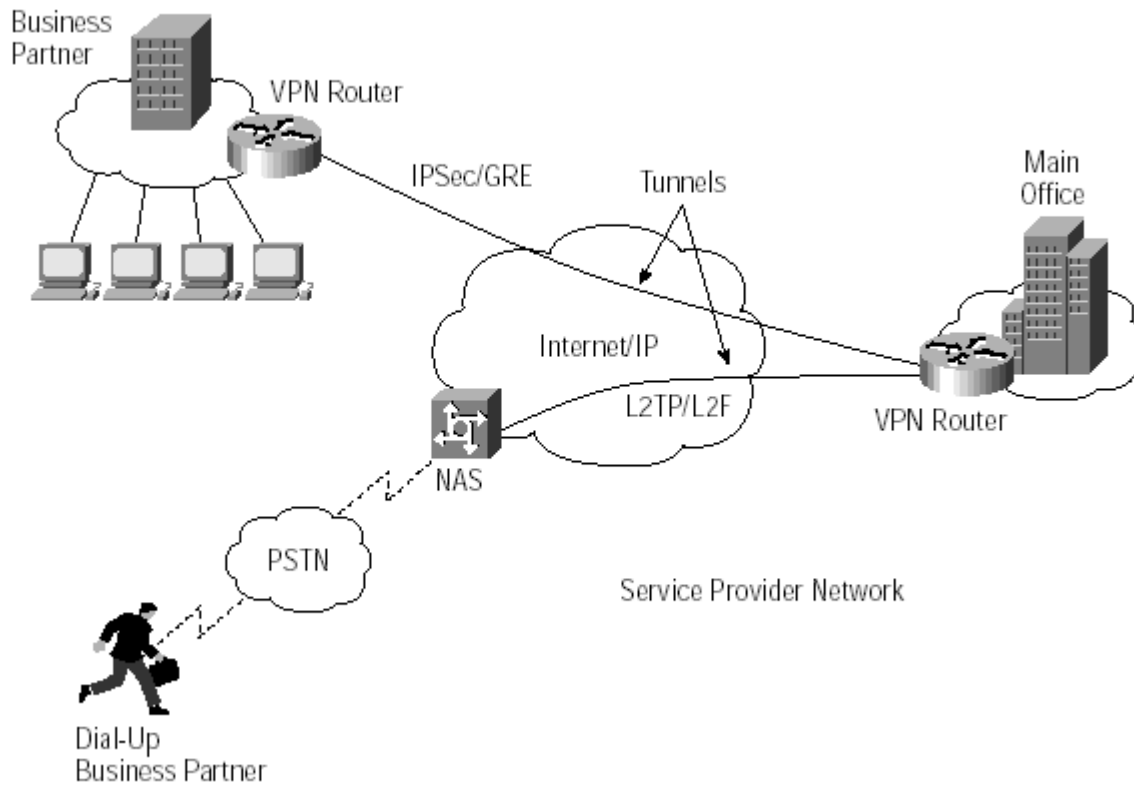 Business
Partner
VPN Router
IPSec/GRE
Tunnels
Main
Office
Internet/IP
L2TP/L2F
VPN Router
NAS
PSTN
Service Provider Network
Dial-Up
Business Partner